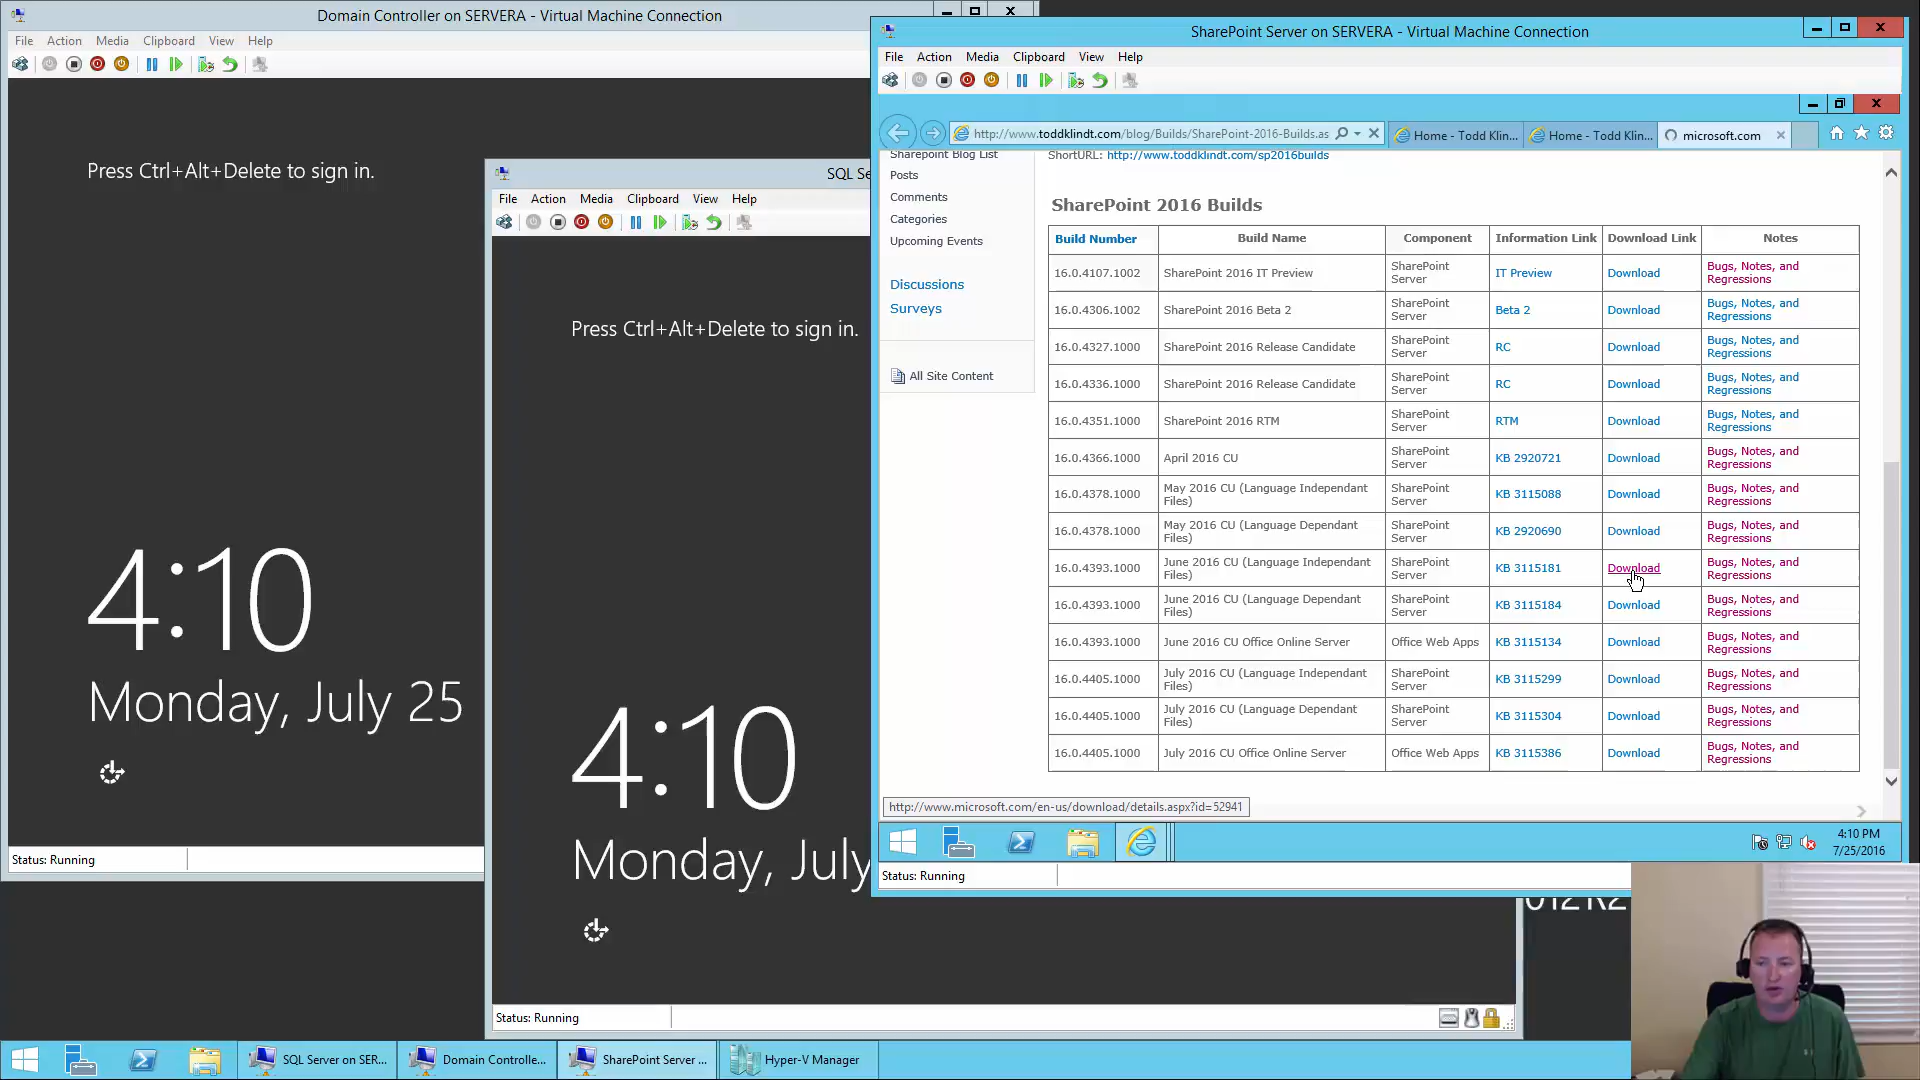 Domain Controller on SERVERA - Virtual Machine Connection
File Action Media Clipboard View Help
Press Ctrl+Alt+Delete to sign in.
4:10
Monday, July 25
Status: Running
SQL Se
File Action Media Clipboard View Help
Press Ctrl+Alt+Delete to sign in.
4:10
Monday, July
Status: Running
SharePoint Server on SERVERA - Virtual Machine Connection
File Action Media Clipboard View Help
http://www.toddklindt.com/blog/Builds/SharePoint-2016-Builds.as
Home - Todd Klin...
Home - Todd Klin...
microsoft.com
Sharepoint Blog List
Posts
Comments
Categories
Upcoming Events
Discussions
Surveys
All Site Content
ShortURL: http://www.toddklindt.com/sp2016builds
SharePoint 2016 Builds
Build Number Build Name Component Information Link Download Link Notes
16.0.4107.1002 SharePoint 2016 IT Preview SharePoint Server IT Preview Download Bugs, Notes, and Regressions
16.0.4306.1002 SharePoint 2016 Beta 2 SharePoint Server Beta 2 Download Bugs, Notes, and Regressions
16.0.4327.1000 SharePoint 2016 Release Candidate SharePoint Server RC Download Bugs, Notes, and Regressions
16.0.4336.1000 SharePoint 2016 Release Candidate SharePoint Server RC Download Bugs, Notes, and Regressions
16.0.4351.1000 SharePoint 2016 RTM SharePoint Server RTM Download Bugs, Notes, and Regressions
16.0.4366.1000 April 2016 CU SharePoint Server KB 2920721 Download Bugs, Notes, and Regressions
16.0.4378.1000 May 2016 CU (Language Independant Files) SharePoint Server KB 3115088 Download Bugs, Notes, and Regressions
16.0.4378.1000 May 2016 CU (Language Dependant Files) SharePoint Server KB 2920690 Download Bugs, Notes, and Regressions
16.0.4393.1000 June 2016 CU (Language Independant Files) SharePoint Server KB 3115181 Download Bugs, Notes, and Regressions
16.0.4393.1000 June 2016 CU (Language Dependant Files) SharePoint Server KB 3115184 Download Bugs, Notes, and Regressions
16.0.4393.1000 June 2016 CU Office Online Server Office Web Apps KB 3115134 Download Bugs, Notes, and Regressions
16.0.4405.1000 July 2016 CU (Language Independant Files) SharePoint Server KB 3115299 Download Bugs, Notes, and Regressions
16.0.4405.1000 July 2016 CU (Language Dependant Files) SharePoint Server KB 3115304 Download Bugs, Notes, and Regressions
16.0.4405.1000 July 2016 CU Office Online Server Office Web Apps KB 3115386 Download Bugs, Notes, and Regressions
http://www.microsoft.com/en-us/download/details.aspx?id=52941
4:10 PM
7/25/2016
Status: Running
012 R2
SQL Server on SER...
Domain Controlle...
SharePoint Server ...
Hyper-V Manager